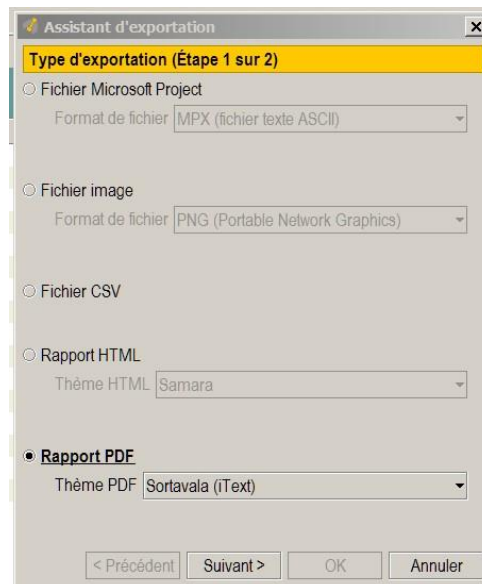 Assistant d'exportation
Type d'exportation (Étape 1 sur 2)
Fichier Microsoft Project
Format de fichier MPX (fichier texte ASCII)
Fichier image
Format de fichier PNG (Portable Network Graphics)
Fichier CSV
Rapport HTML
Thème HTML Samara
Rapport PDF
Thème PDF Sortavala (iText)
< Précédent Suivant > OK Annuler